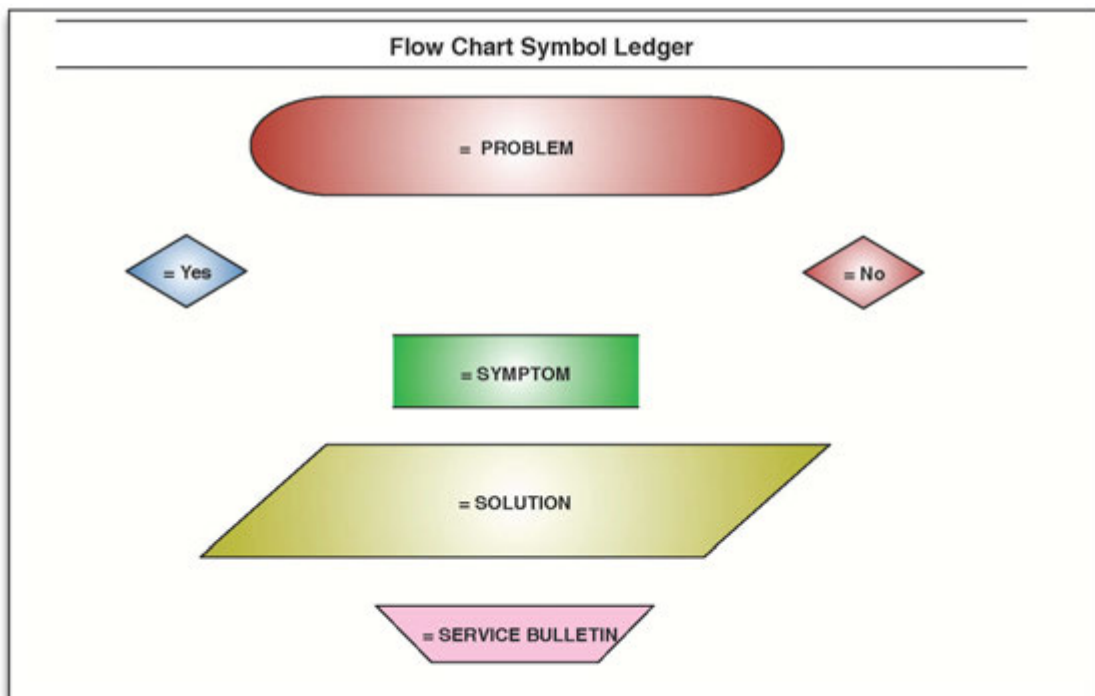 Flow Chart Symbol Ledger
= PROBLEM
= Yes
= No
= SYMPTOM
= SOLUTION
= SERVICE BULLETIN